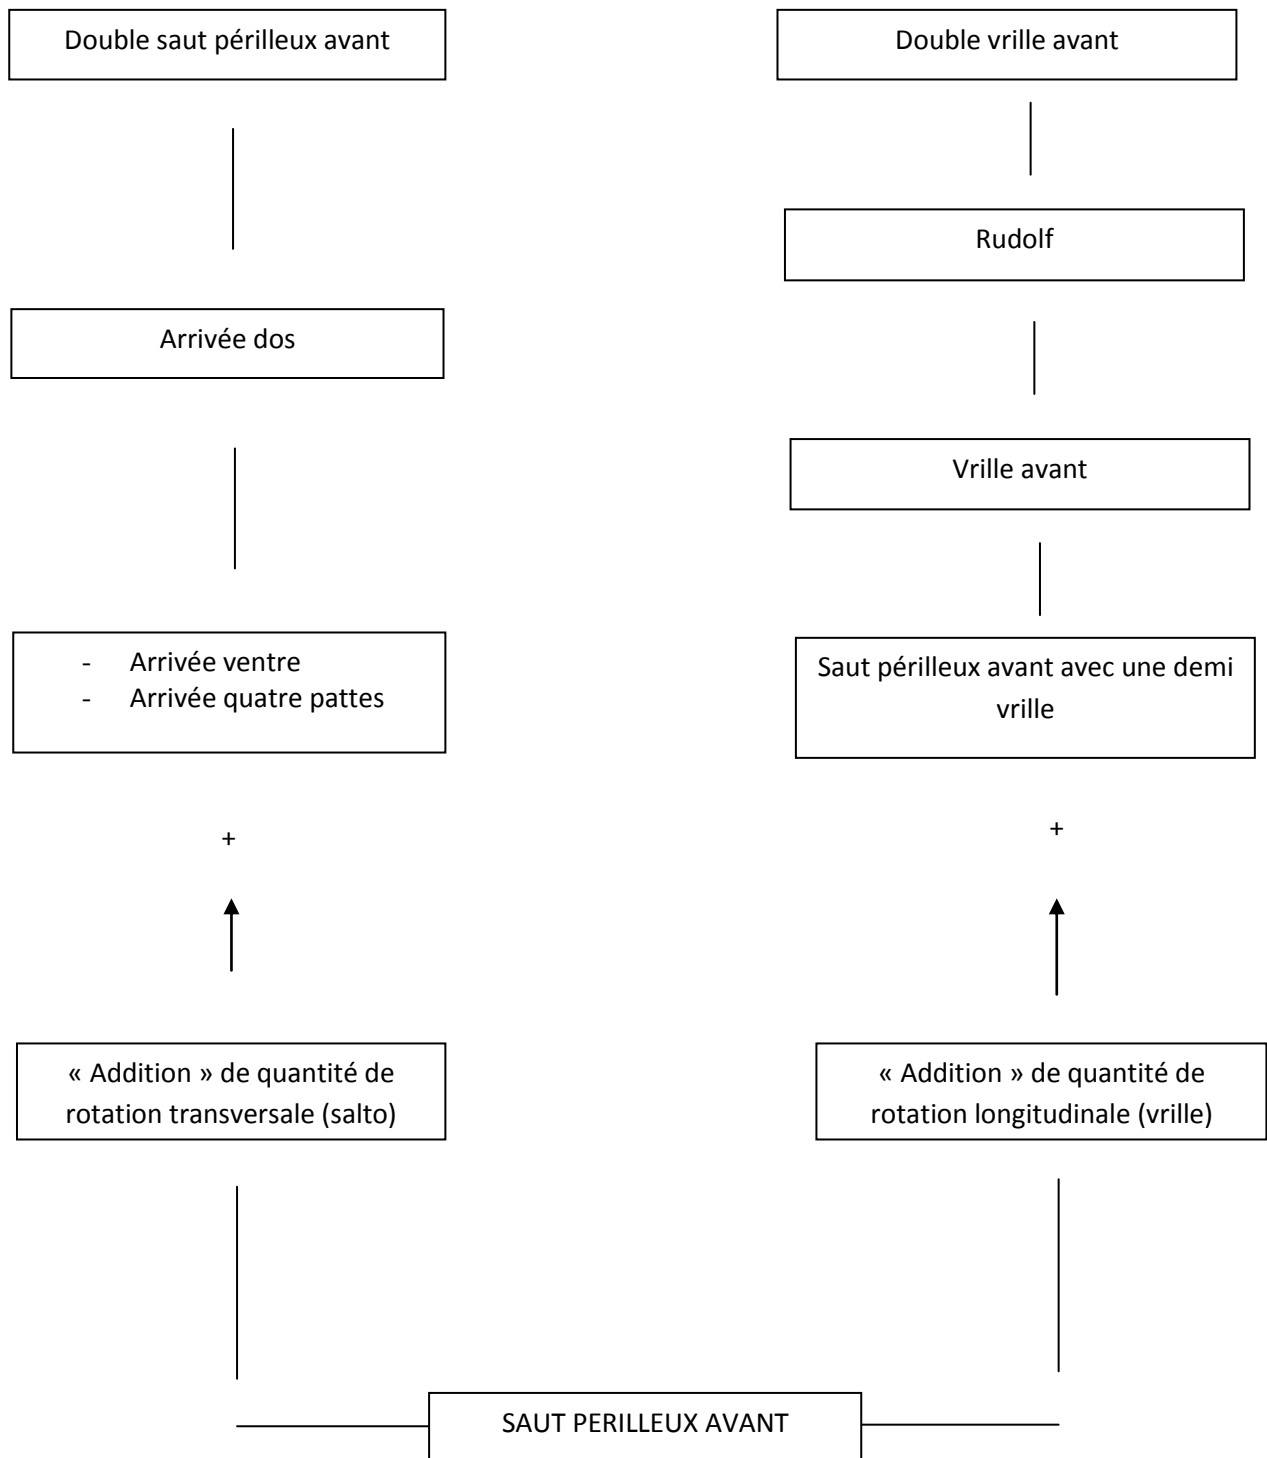 Double saut périlleux avant
Double vrille avant
Rudolf
Arrivée dos
Vrille avant
- Arrivée ventre
- Arrivée quatre pattes
Saut périlleux avant avec une demi
vrille
+
+
« Addition » de quantité de
rotation transversale (salto)
« Addition » de quantité de
rotation longitudinale (vrille)
SAUT PERILLEUX AVANT